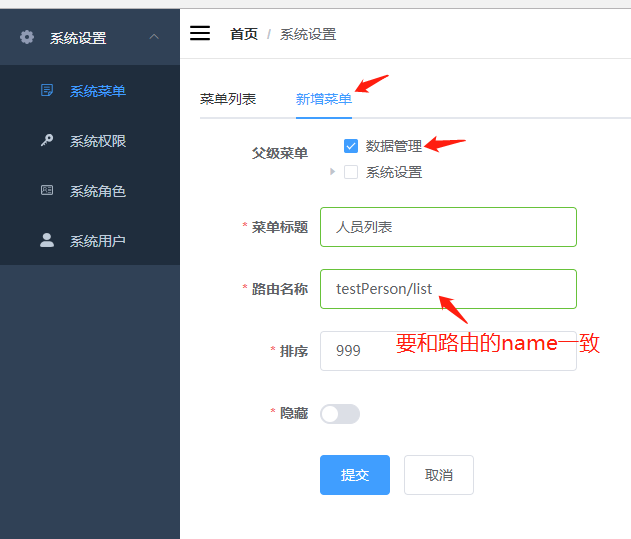 系统设置
首页 / 系统设置
系统菜单
系统权限
系统角色
系统用户
菜单列表 新增菜单
父级菜单 数据管理
系统设置
* 菜单标题 人员列表
* 路由名称 testPerson/list
要和路由的name一致
* 排序 999
* 隐藏
提交 取消